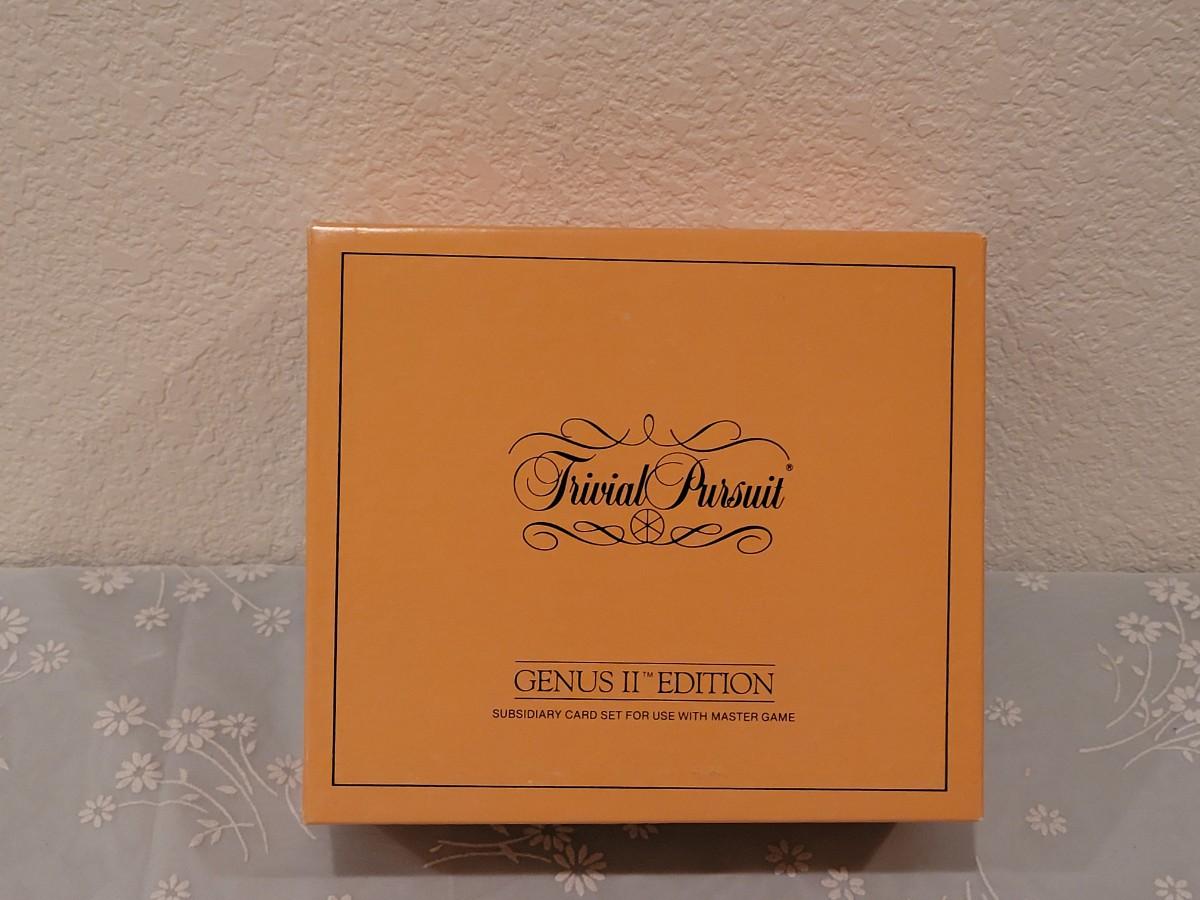 Trivial Pursuit®
GENUS II™ EDITION
SUBSIDIARY CARD SET FOR USE WITH MASTER GAME